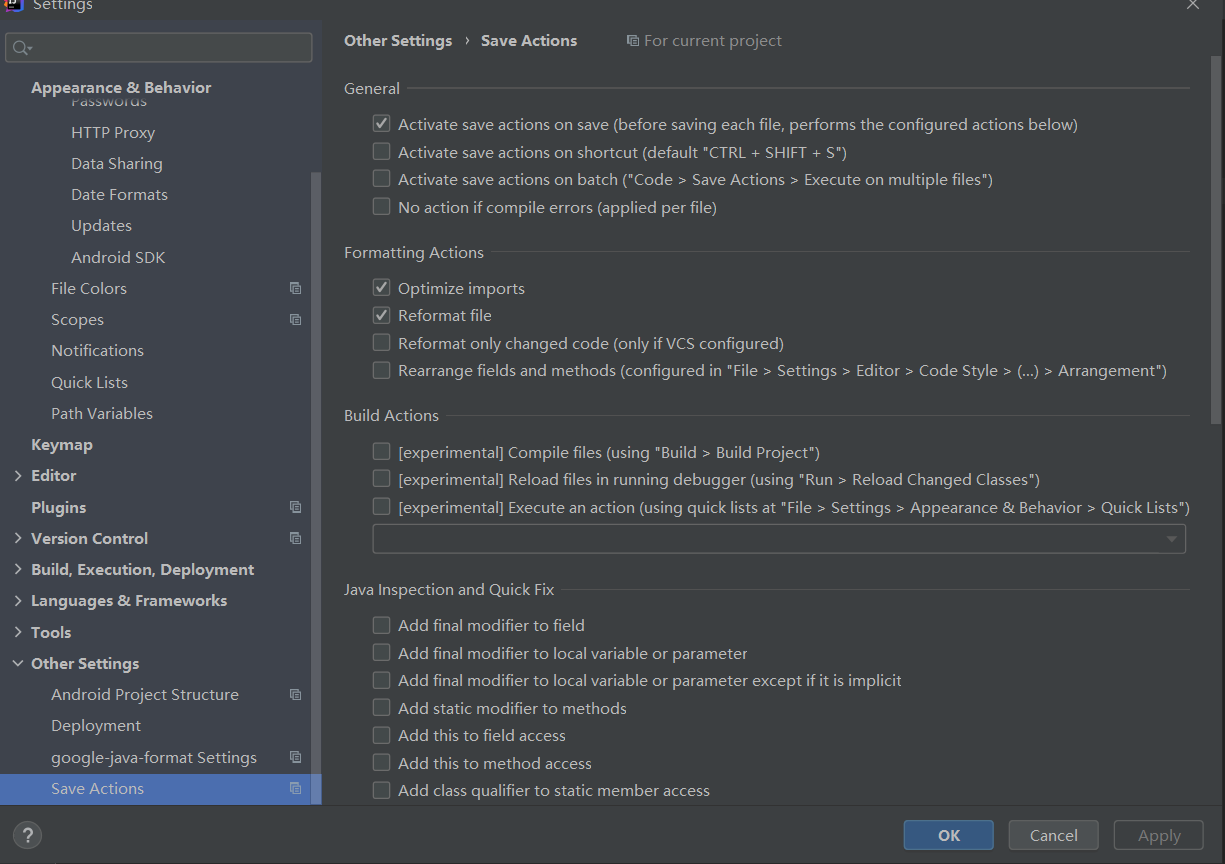 Settings
Appearance & Behavior
Passwords
HTTP Proxy
Data Sharing
Date Formats
Updates
Android SDK
File Colors
Scopes
Notifications
Quick Lists
Path Variables
Keymap
Editor
Plugins
Version Control
Build, Execution, Deployment
Languages & Frameworks
Tools
Other Settings
Android Project Structure
Deployment
google-java-format Settings
Save Actions
Other Settings › Save Actions For current project
General
Activate save actions on save (before saving each file, performs the configured actions below)
Activate save actions on shortcut (default "CTRL + SHIFT + S")
Activate save actions on batch ("Code > Save Actions > Execute on multiple files")
No action if compile errors (applied per file)
Formatting Actions
Optimize imports
Reformat file
Reformat only changed code (only if VCS configured)
Rearrange fields and methods (configured in "File > Settings > Editor > Code Style > (...) > Arrangement")
Build Actions
[experimental] Compile files (using "Build > Build Project")
[experimental] Reload files in running debugger (using "Run > Reload Changed Classes")
[experimental] Execute an action (using quick lists at "File > Settings > Appearance & Behavior > Quick Lists")
Java Inspection and Quick Fix
Add final modifier to field
Add final modifier to local variable or parameter
Add final modifier to local variable or parameter except if it is implicit
Add static modifier to methods
Add this to field access
Add this to method access
Add class qualifier to static member access
?
OK
Cancel
Apply